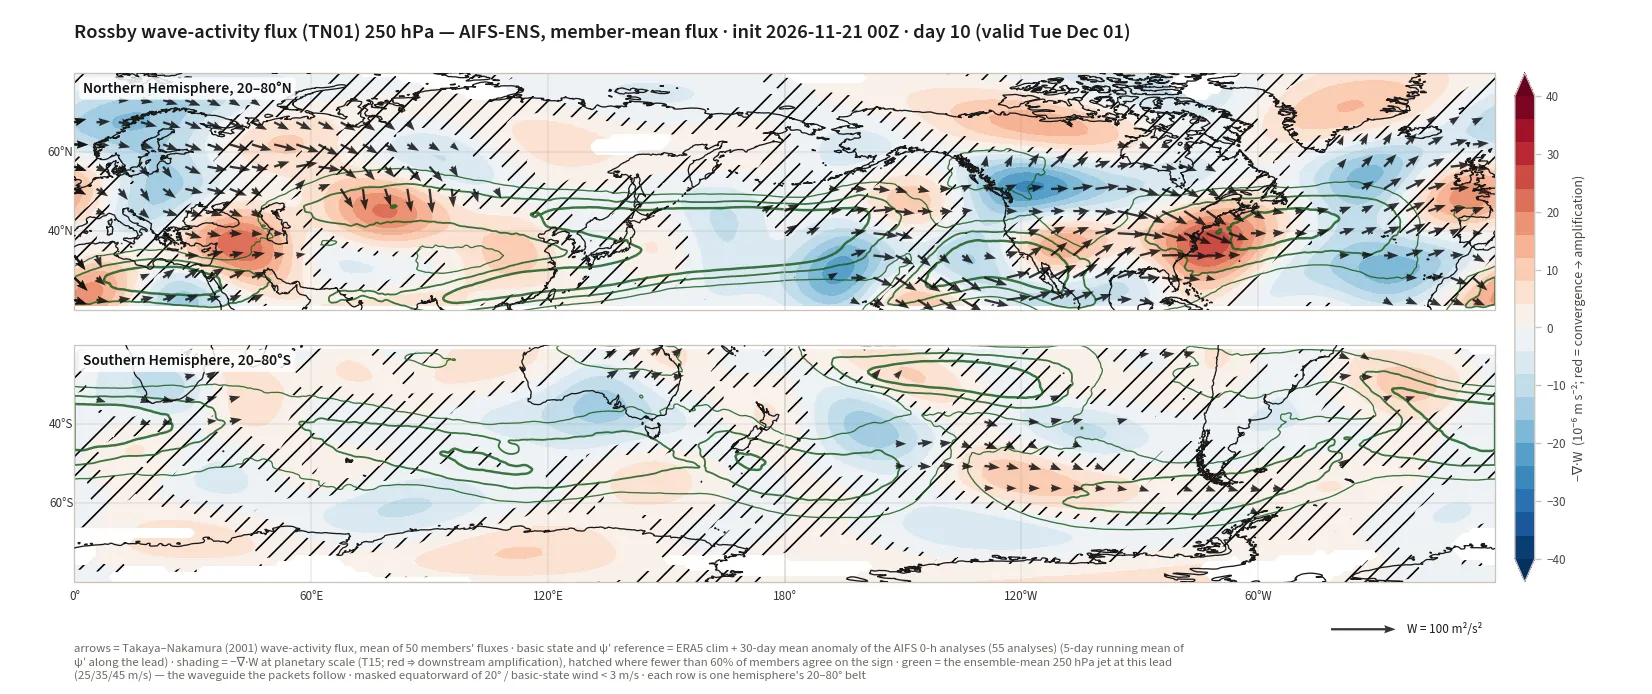 Rossby wave-activity flux (TN01) 250 hPa — AIFS-ENS, member-mean flux · init 2026-11-21 00Z · day 10 (valid Tue Dec 01)
Northern Hemisphere, 20–80°N
60°N
40°N
Southern Hemisphere, 20–80°S
40°S
60°S
0°
60°E
120°E
180°
120°W
60°W
40
30
20
10
0
−10
−20
−30
−40
−∇·W (10⁻⁶ m s⁻²; red = convergence → amplification)
W = 100 m²/s²
arrows = Takaya–Nakamura (2001) wave-activity flux, mean of 50 members' fluxes · basic state and ψ' reference = ERA5 clim + 30-day mean anomaly of the AIFS 0-h analyses (55 analyses) (5-day running mean of
ψ' along the lead) · shading = −∇·W at planetary scale (T15; red ⇒ downstream amplification), hatched where fewer than 60% of members agree on the sign · green = the ensemble-mean 250 hPa jet at this lead
(25/35/45 m/s) — the waveguide the packets follow · masked equatorward of 20° / basic-state wind < 3 m/s · each row is one hemisphere's 20–80° belt